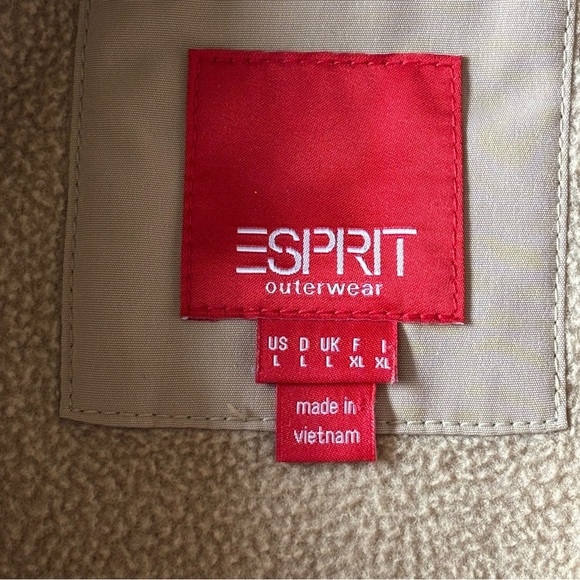 ESPRIT
outerwear
US D UK F I
L L L XL XL
made in
vietnam